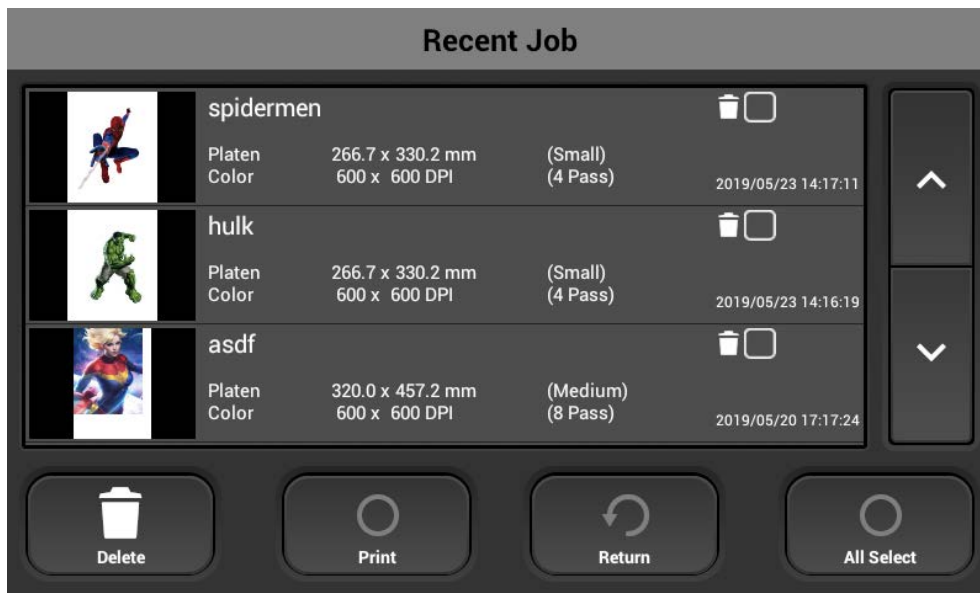 Recent Job
spidermen
Platen 266.7 x 330.2 mm (Small)
Color 600 x 600 DPI (4 Pass) 2019/05/23 14:17:11
hulk
Platen 266.7 x 330.2 mm (Small)
Color 600 x 600 DPI (4 Pass) 2019/05/23 14:16:19
asdf
Platen 320.0 x 457.2 mm (Medium)
Color 600 x 600 DPI (8 Pass) 2019/05/20 17:17:24
Delete Print Return All Select